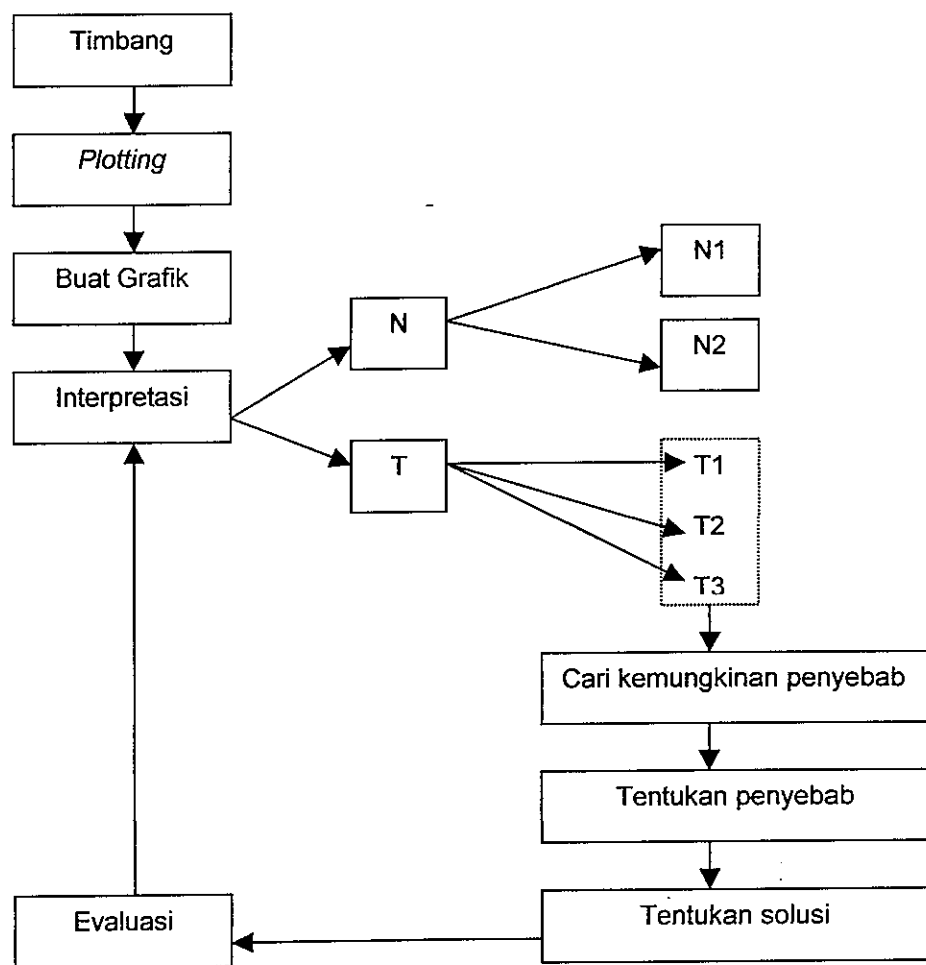 Timbang
Plotting
Buat Grafik
Interpretasi
N
T
N1
N2
T1
T2
T3
Cari kemungkinan penyebab
Tentukan penyebab
Tentukan solusi
Evaluasi